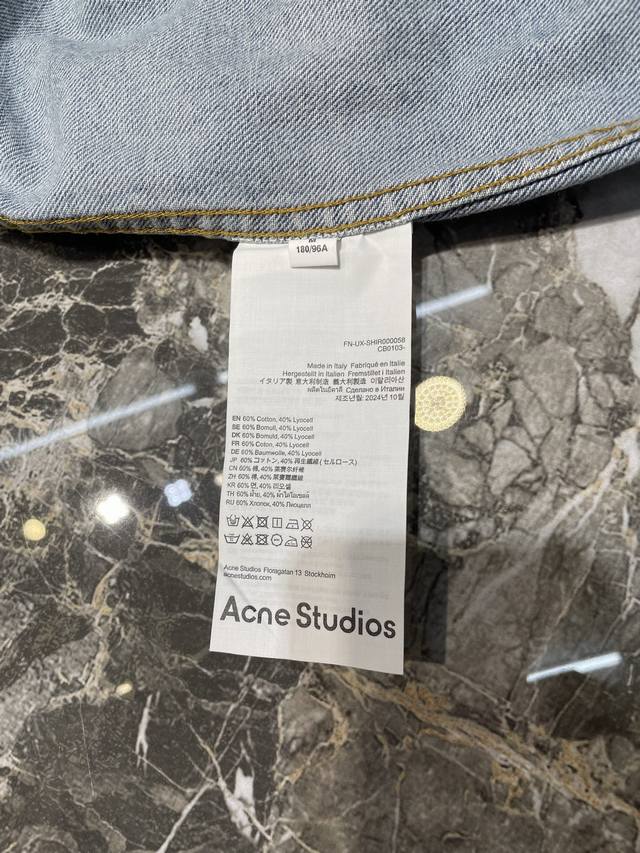 M
180/96A
FN-UX-SHIR000058
CB0103-
Made in Italy Fabriqué en Italie
Hergestellt in Italien Fremstillet i Italien
イタリア製 意大利制造 義大利製造 이탈리아산
ผลิตในอิตาลี Сделано в Италии
제조년월: 2024년 10월
EN 60% Cotton, 40% Lyocell
SE 60% Bomull, 40% Lyocell
DK 60% Bomuld, 40% Lyocell
FR 60% Coton, 40% Lyocell
DE 60% Baumwolle, 40% Lyocell
JP 60% コットン, 40% 再生繊維 (セルロース)
CN 60% 棉, 40% 莱赛尔纤维
ZH 60% 棉, 40% 萊賽爾纖維
KR 60% 면, 40% 리오셀
TH 60% ฝ้าย, 40% ผ้าไลโอเซลล์
RU 60% Хлопок, 40% Лиоцелл
Acne Studios Floragatan 13 Stockholm
acnestudios.com
Acne Studios